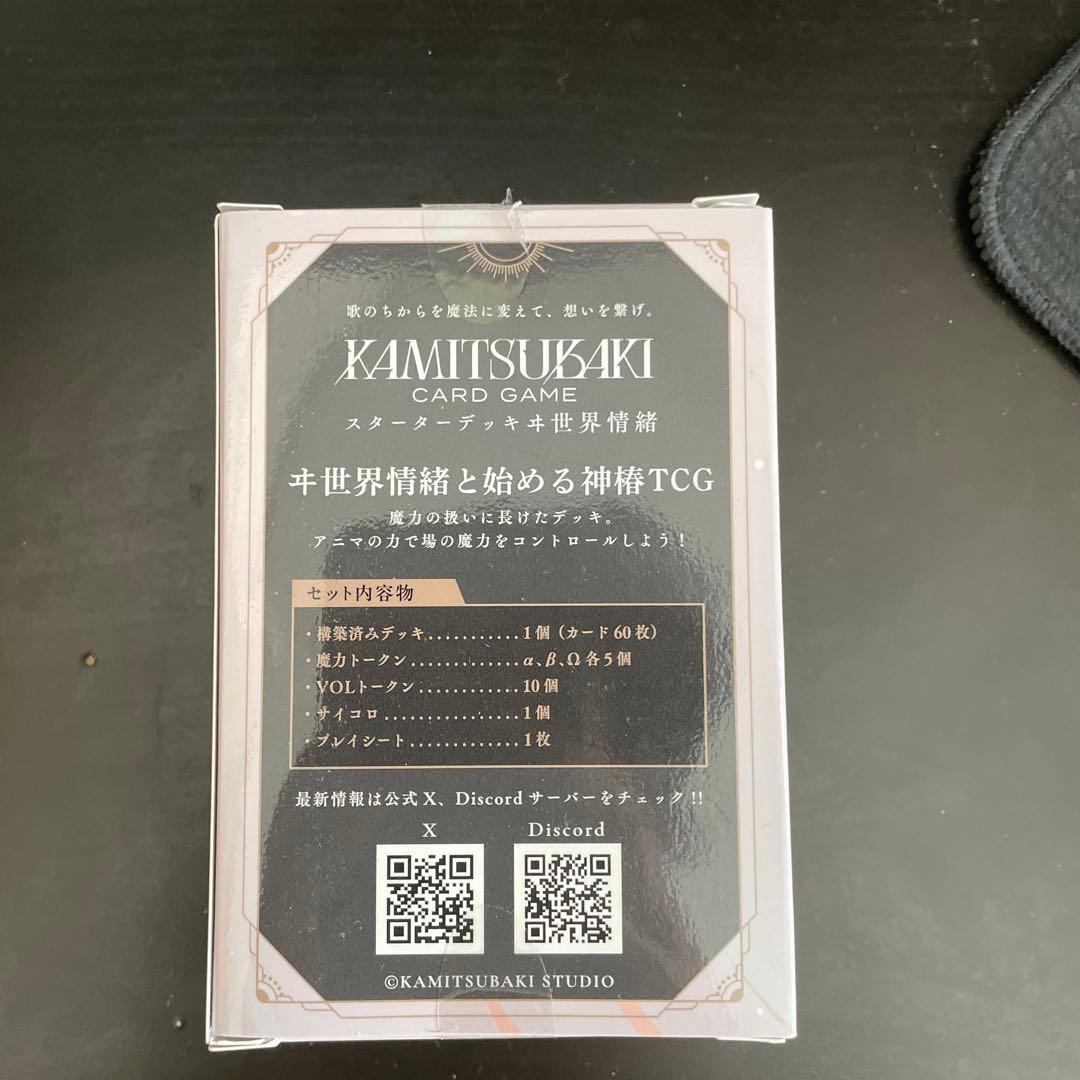 歌のちからを魔法に変えて、想いを繋げ。
KAMITSUBAKI
CARD GAME
スターターデッキヰ世界情緒
ヰ世界情緒と始める神椿TCG
魔力の扱いに長けたデッキ。
アニマの力で場の魔力をコントロールしよう！
セット内容物
・構築済みデッキ...........1個（カード60枚）
・魔力トークン.............α、β、Ω各5個
・VOLトークン............10個
・サイコロ................1個
・プレイシート.............1枚
最新情報は公式X、Discordサーバーをチェック!!
X Discord
©KAMITSUBAKI STUDIO